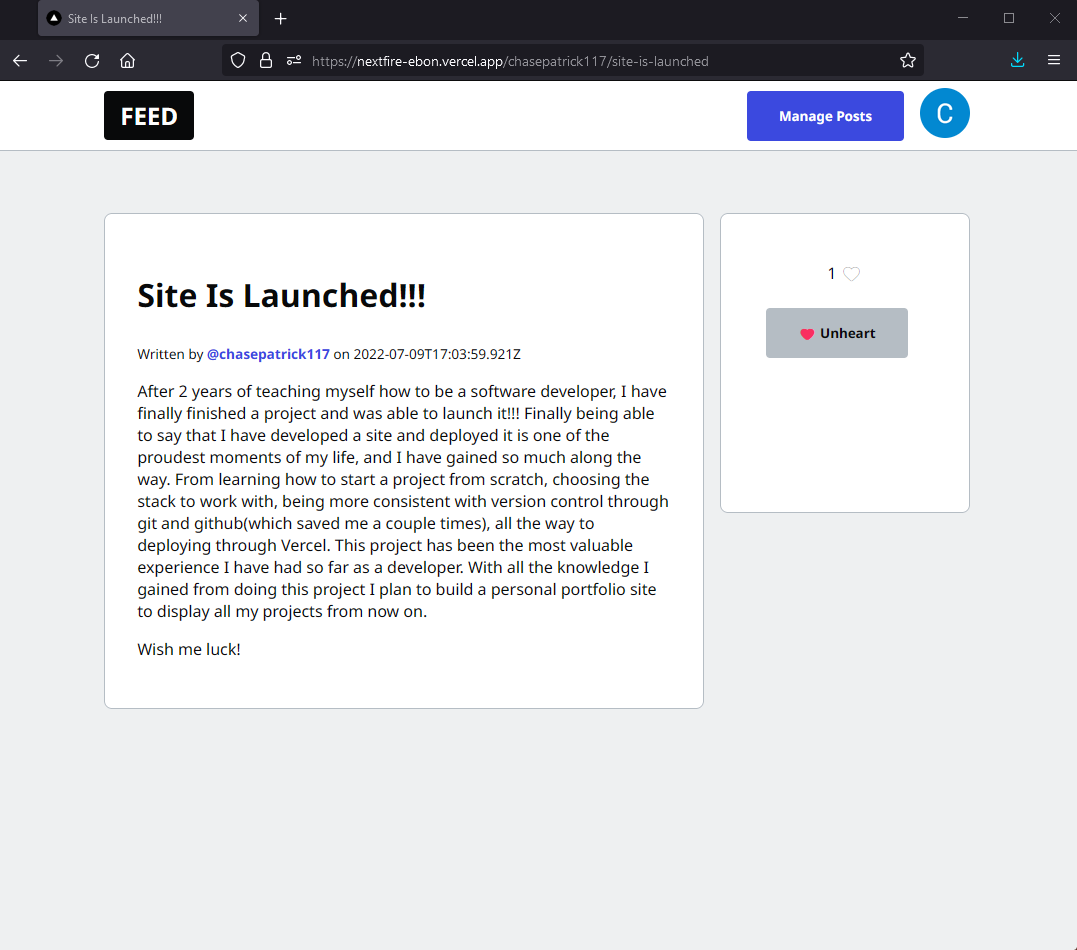 Site Is Launched!!!
https://nextfire-ebon.vercel.app/chasepatrick117/site-is-launched
FEED
Manage Posts
C
Site Is Launched!!!
Written by @chasepatrick117 on 2022-07-09T17:03:59.921Z
After 2 years of teaching myself how to be a software developer, I have
finally finished a project and was able to launch it!!! Finally being able
to say that I have developed a site and deployed it is one of the
proudest moments of my life, and I have gained so much along the
way. From learning how to start a project from scratch, choosing the
stack to work with, being more consistent with version control through
git and github(which saved me a couple times), all the way to
deploying through Vercel. This project has been the most valuable
experience I have had so far as a developer. With all the knowledge I
gained from doing this project I plan to build a personal portfolio site
to display all my projects from now on.
Wish me luck!
1
Unheart